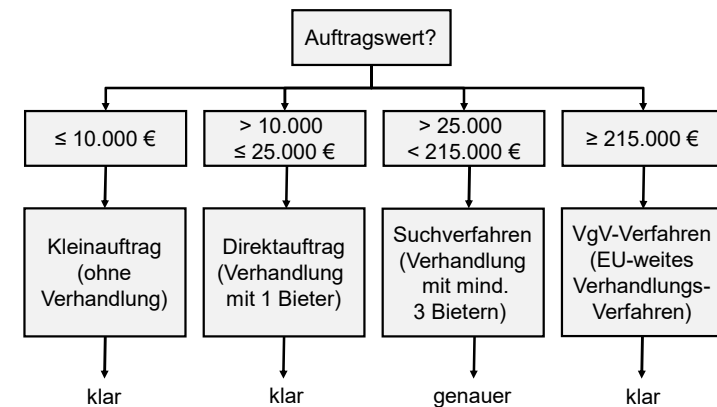 Auftragswert?
≤ 10.000 €
> 10.000
≤ 25.000 €
> 25.000
< 215.000 €
≥ 215.000 €
Kleinauftrag
(ohne
Verhandlung)
Direktauftrag
(Verhandlung
mit 1 Bieter)
Suchverfahren
(Verhandlung
mit mind.
3 Bietern)
VgV-Verfahren
(EU-weites
Verhandlungs-
Verfahren)
klar
klar
genauer
klar